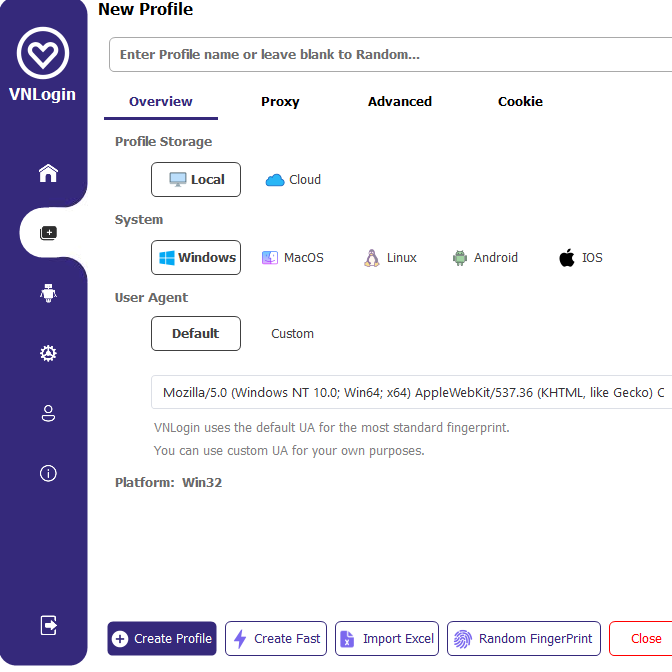 New Profile
VNLogin
Enter Profile name or leave blank to Random...
Overview Proxy Advanced Cookie
Profile Storage
Local Cloud
System
Windows MacOS Linux Android IOS
User Agent
Default Custom
Mozilla/5.0 (Windows NT 10.0; Win64; x64) AppleWebKit/537.36 (KHTML, like Gecko) C
VNLogin uses the default UA for the most standard fingerprint.
You can use custom UA for your own purposes.
Platform: Win32
Create Profile Create Fast Import Excel Random FingerPrint Close